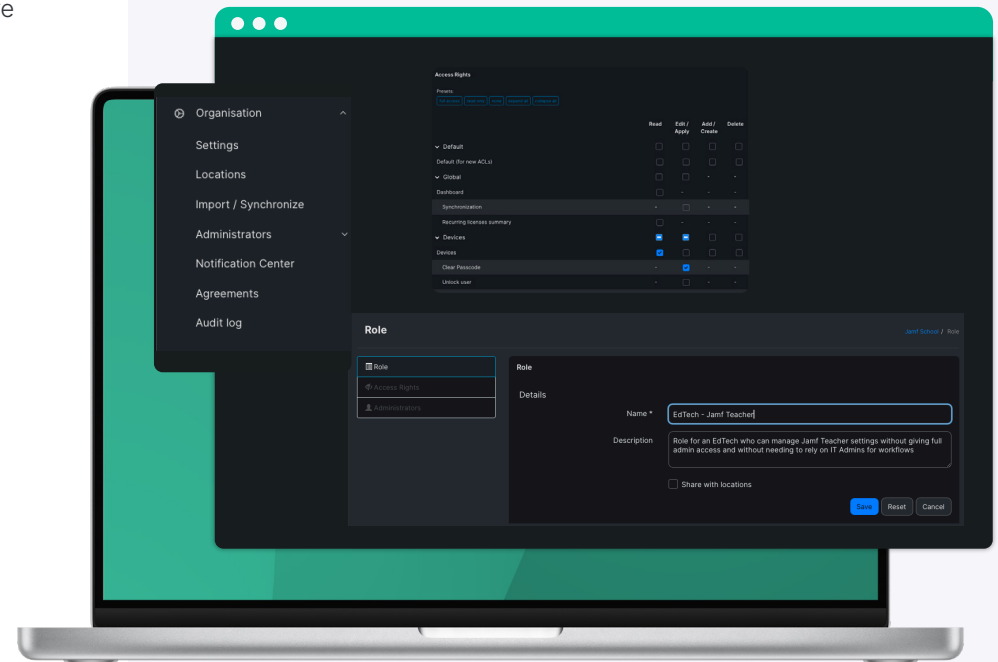 e
Organisation
Settings
Locations
Import / Synchronize
Administrators
Notification Center
Agreements
Audit log
Access Rights
Presets
Read Edit / Apply Add / Create Delete
Default
Default (for new ACLs)
Global
Dashboard
Synchronization - - -
Recurring licenses summary - - -
Devices
Devices
Clear Passcode - - -
Unlock user - - -
Role
Jamf School / Role
Role
Access Rights
Administrators
Role
Details
Name *
EdTech - Jamf Teacher
Description
Role for an EdTech who can manage Jamf Teacher settings without giving full
admin access and without needing to rely on IT Admins for workflows
Share with locations
Save Reset Cancel